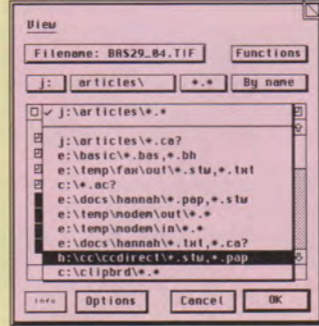 View
Filename: BAS29_04.TIF Functions
j: articles\ *.* By name
✓ j:\articles\*.*
j:\articles\*.ca?
e:\basic\*.bas,*.bh
e:\temp\fax\out\*.stw,*.txt
c:\*.ac?
e:\docs\hannah\*.pap,*.stw
e:\temp\modem\out\*.*
e:\temp\modem\in\*.*
e:\docs\hannah\*.txt,*.ca?
h:\cc\ccdirect\*.stw,*.pap
c:\clipbrd\*.*
Info Options Cancel OK